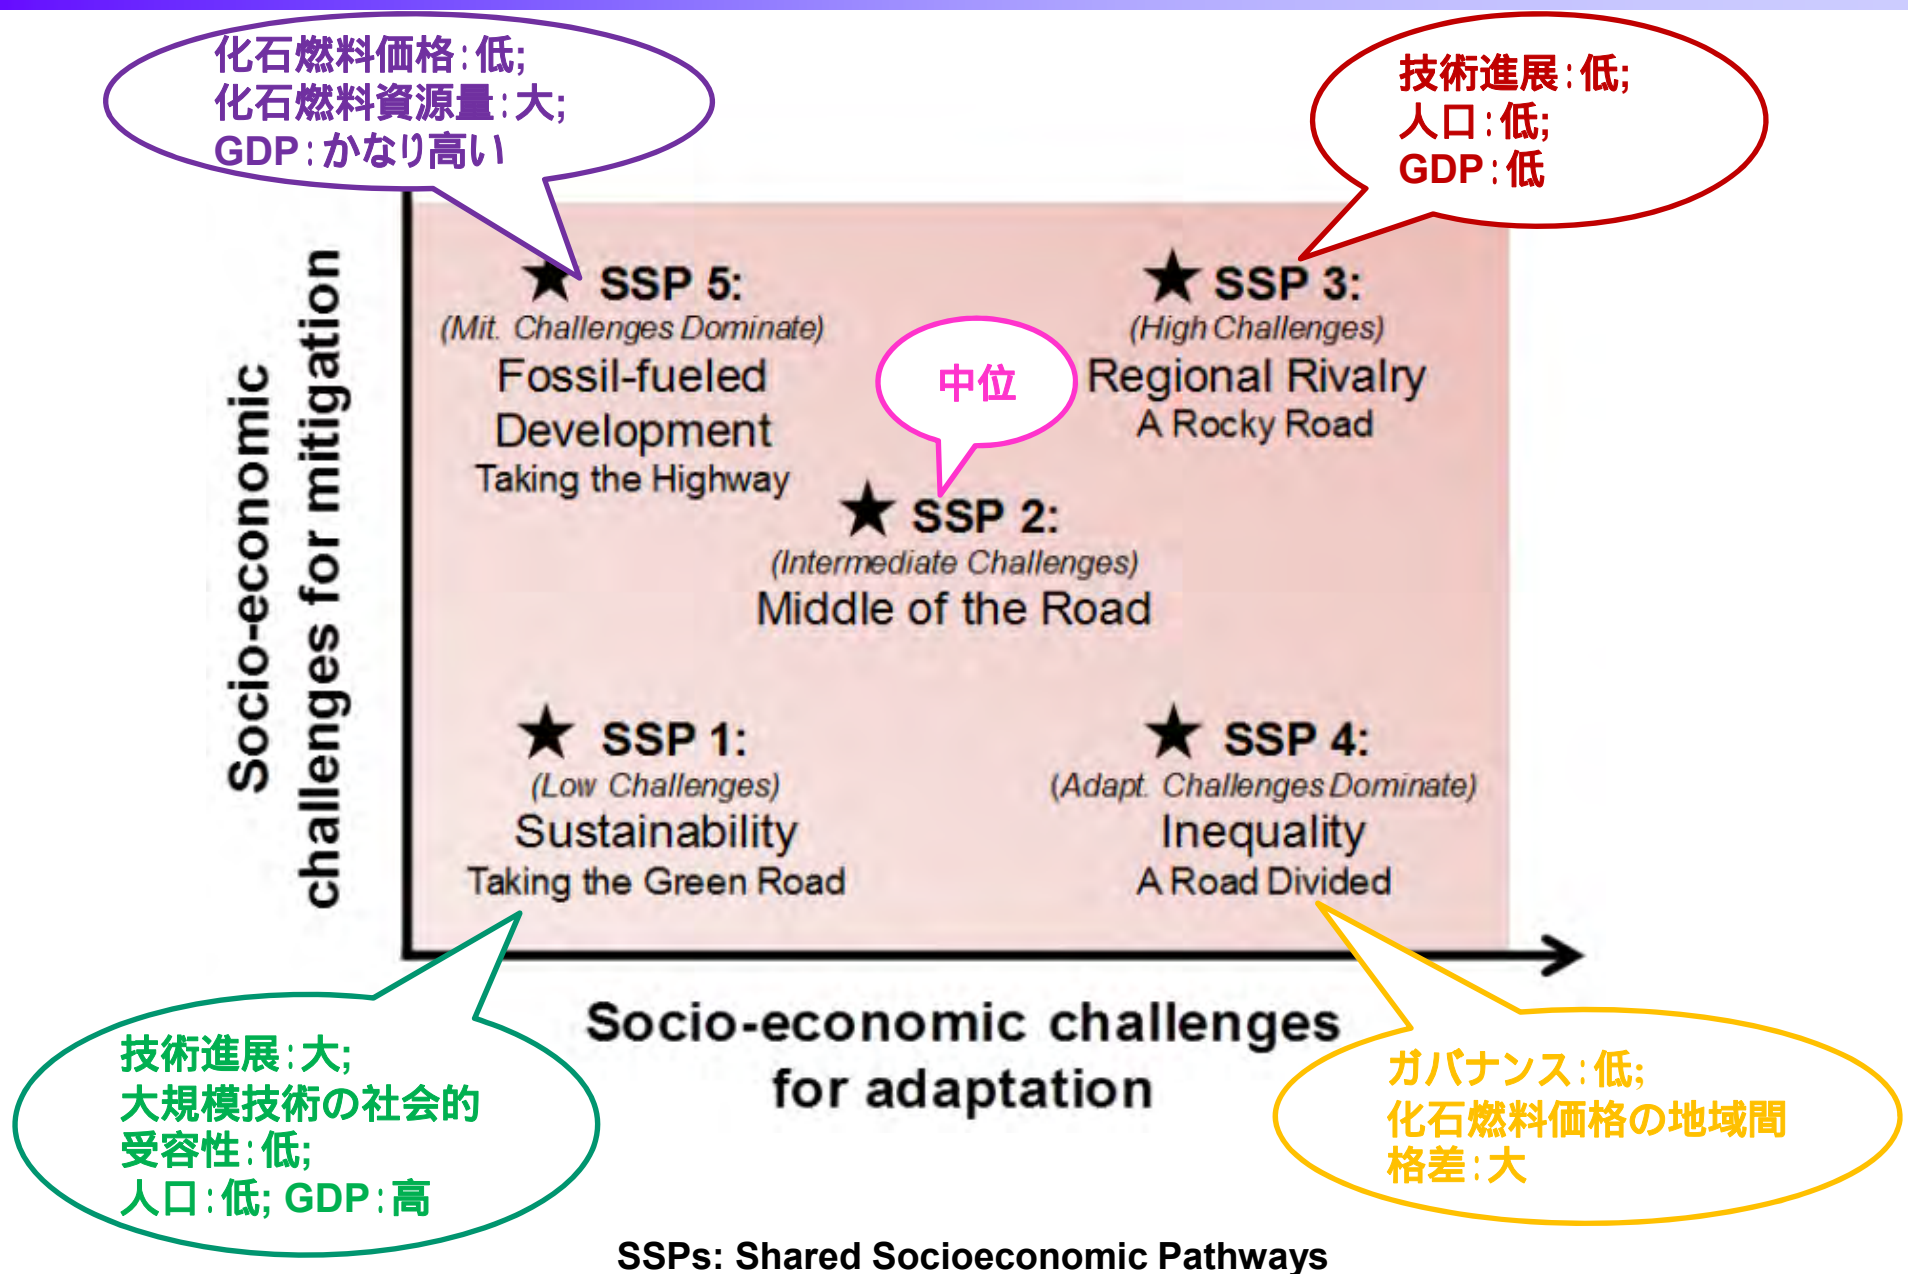 化石燃料価格:低;
化石燃料資源量:大;
GDP:かなり高い
技術進展:低;
人口:低;
GDP:低
Socio-economic
challenges for mitigation
SSP 5:
(Mit. Challenges Dominate)
Fossil-fueled
Development
Taking the Highway
SSP 3:
(High Challenges)
Regional Rivalry
A Rocky Road
中位
SSP 2:
(Intermediate Challenges)
Middle of the Road
SSP 1:
(Low Challenges)
Sustainability
Taking the Green Road
SSP 4:
(Adapt. Challenges Dominate)
Inequality
A Road Divided
Socio-economic challenges
for adaptation
技術進展:大;
大規模技術の社会的
受容性:低;
人口:低; GDP:高
ガバナンス:低;
化石燃料価格の地域間
格差:大
SSPs: Shared Socioeconomic Pathways